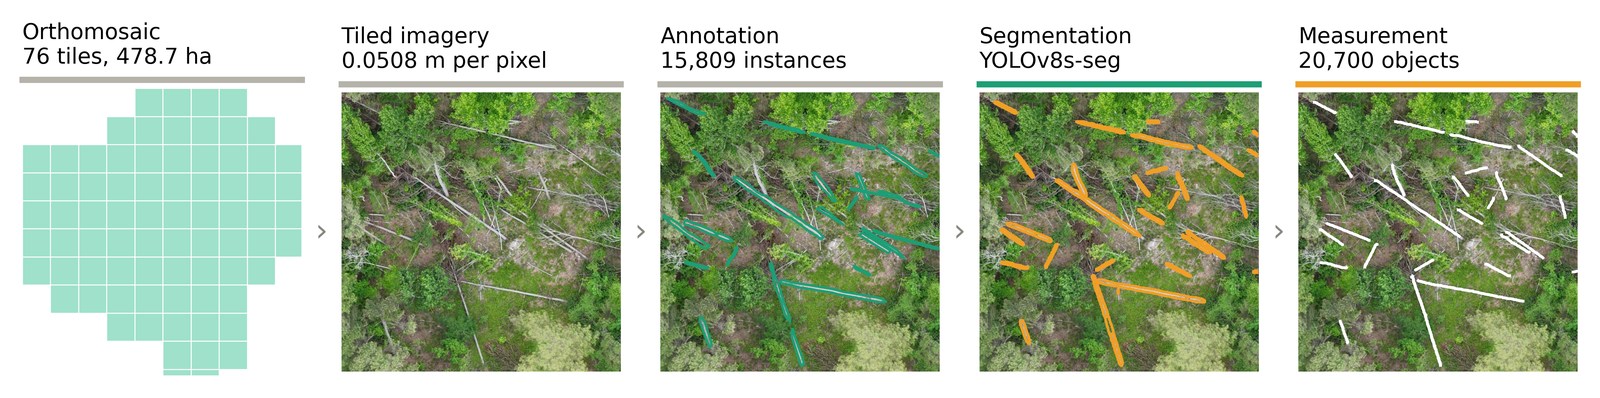 Orthomosaic
76 tiles, 478.7 ha
Tiled imagery
0.0508 m per pixel
Annotation
15,809 instances
Segmentation
YOLOv8s-seg
Measurement
20,700 objects